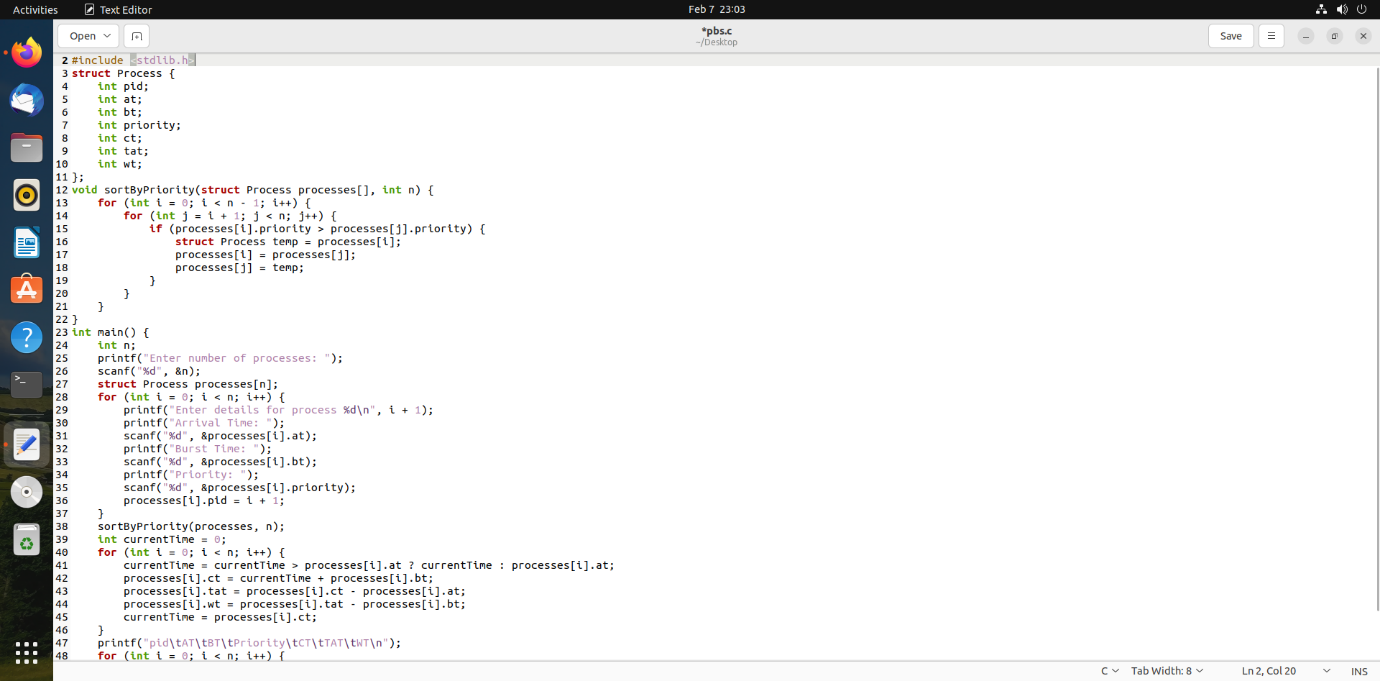 Activities Text Editor Feb 7 23:03
Open *pbs.c Save
~/Desktop
2 #include <stdlib.h>
3 struct Process {
4     int pid;
5     int at;
6     int bt;
7     int priority;
8     int ct;
9     int tat;
10     int wt;
11 };
12 void sortByPriority(struct Process processes[], int n) {
13     for (int i = 0; i < n - 1; i++) {
14         for (int j = i + 1; j < n; j++) {
15             if (processes[i].priority > processes[j].priority) {
16                 struct Process temp = processes[i];
17                 processes[i] = processes[j];
18                 processes[j] = temp;
19             }
20         }
21     }
22 }
23 int main() {
24     int n;
25     printf("Enter number of processes: ");
26     scanf("%d", &n);
27     struct Process processes[n];
28     for (int i = 0; i < n; i++) {
29         printf("Enter details for process %d\n", i + 1);
30         printf("Arrival Time: ");
31         scanf("%d", &processes[i].at);
32         printf("Burst Time: ");
33         scanf("%d", &processes[i].bt);
34         printf("Priority: ");
35         scanf("%d", &processes[i].priority);
36         processes[i].pid = i + 1;
37     }
38     sortByPriority(processes, n);
39     int currentTime = 0;
40     for (int i = 0; i < n; i++) {
41         currentTime = currentTime > processes[i].at ? currentTime : processes[i].at;
42         processes[i].ct = currentTime + processes[i].bt;
43         processes[i].tat = processes[i].ct - processes[i].at;
44         processes[i].wt = processes[i].tat - processes[i].bt;
45         currentTime = processes[i].ct;
46     }
47     printf("pid\tAT\tBT\tPriority\tCT\tTAT\tWT\n");
48     for (int i = 0; i < n; i++) {
C Tab Width: 8 Ln 2, Col 20 INS